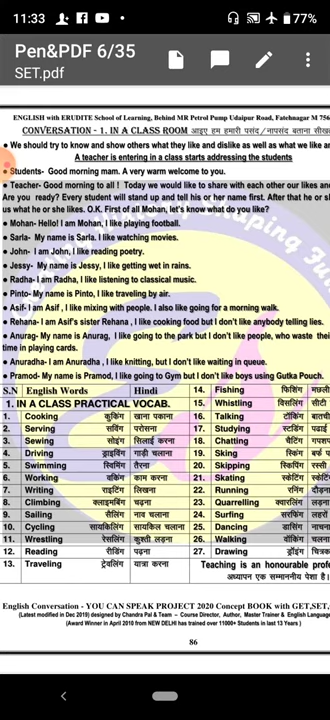 11:33
77%
Pen&PDF 6/35
SET.pdf
ENGLISH with ERUDITE School of Learning, Behind MR Petrol Pump Udaipur Road, Fatehnagar M 756
CONVERSATION - 1. IN A CLASS ROOM आइए हम हमारी पसंद/नापसंद बताना सीख
● We should try to know and show others what they like and dislike as well as what we like an
A teacher is entering in a class starts addressing the students
● Students- Good morning mam. A very warm welcome to you.
● Teacher- Good morning to all ! Today we would like to share with each other our likes and
Are you ready? Every student will stand up and tell his or her name first. After that he or sh
us what he or she likes. O.K. First of all Mohan, let's know what do you like?
● Mohan- Hello! I am Mohan, I like playing football.
● Sarla- My name is Sarla. I like watching movies.
● John - I am John, I like reading poetry.
● Jessy - My name is Jessy, I like getting wet in rains.
● Radha - I am Radha, I like listening to classical music.
● Pinto- My name is Pinto, I like traveling by air.
● Asif - I am Asif , I like mixing with people. I also like going for a morning walk.
● Rehana - I am Asif's sister Rehana , I like cooking food but I don't like anybody telling lies.
● Anurag - My name is Anurag, I like going to the park but I don't like people, who waste thei
time in playing cards.
● Anuradha - I am Anuradha , I like knitting, but I don't like waiting in queue.
● Pramod - My name is Pramod, I like going to Gym but I don't like boys using Gutka Pouch.
S.N English Words Hindi
1. IN A CLASS PRACTICAL VOCAB.
1. Cooking कुकिंग खाना पकाना
2. Serving सर्विंग परोसना
3. Sewing सोइंग सिलाई करना
4. Driving ड्राइविंग गाड़ी चलाना
5. Swimming स्विमिंग तैरना
6. Working वर्किंग काम करना
7. Writing राइटिंग लिखना
8. Climbing क्लाइमबिंग चढ़ना
9. Sailing सैलिंग नाव चलाना
10. Cycling सायकिलिंग सायकिल चलाना
11. Wrestling रेसलिंग कुश्ती लड़ना
12. Reading रीडिंग पढ़ना
13. Traveling ट्रेवलिंग यात्रा करना
14. Fishing फिशिंग मछली
15. Whistling विसलिंग सीटी
16. Talking टॉकिंग बातची
17. Studying स्टडिंग पढाई
18. Chatting चैटिंग गपशप
19. Sking स्किंग बर्फ प
20. Skipping स्किपिंग रस्सी
21. Skating स्केटिंग स्केटिं
22. Running रनिंग दौड़ना
23. Quarrelling क्वारलिंग लड़ना
24. Surfing सरफिंग लहरों
25. Dancing डासिंग नाचना
26. Walking वॉकिंग चलना
27. Drawing ड्रोइंग चित्रक
Teaching is an honourable profe
अध्यापन एक सम्माननीय पेशा है।
English Conversation - YOU CAN SPEAK PROJECT 2020 Concept BOOK with GET,SET,
(Latest modified in Dec 2019) designed by Chandra Pal & Team – Course Director, Author, Master Trainer & English Language
(Award Winner in April 2010 from NEW DELHI has trained over 11000+ Students in last 13 Years )
86